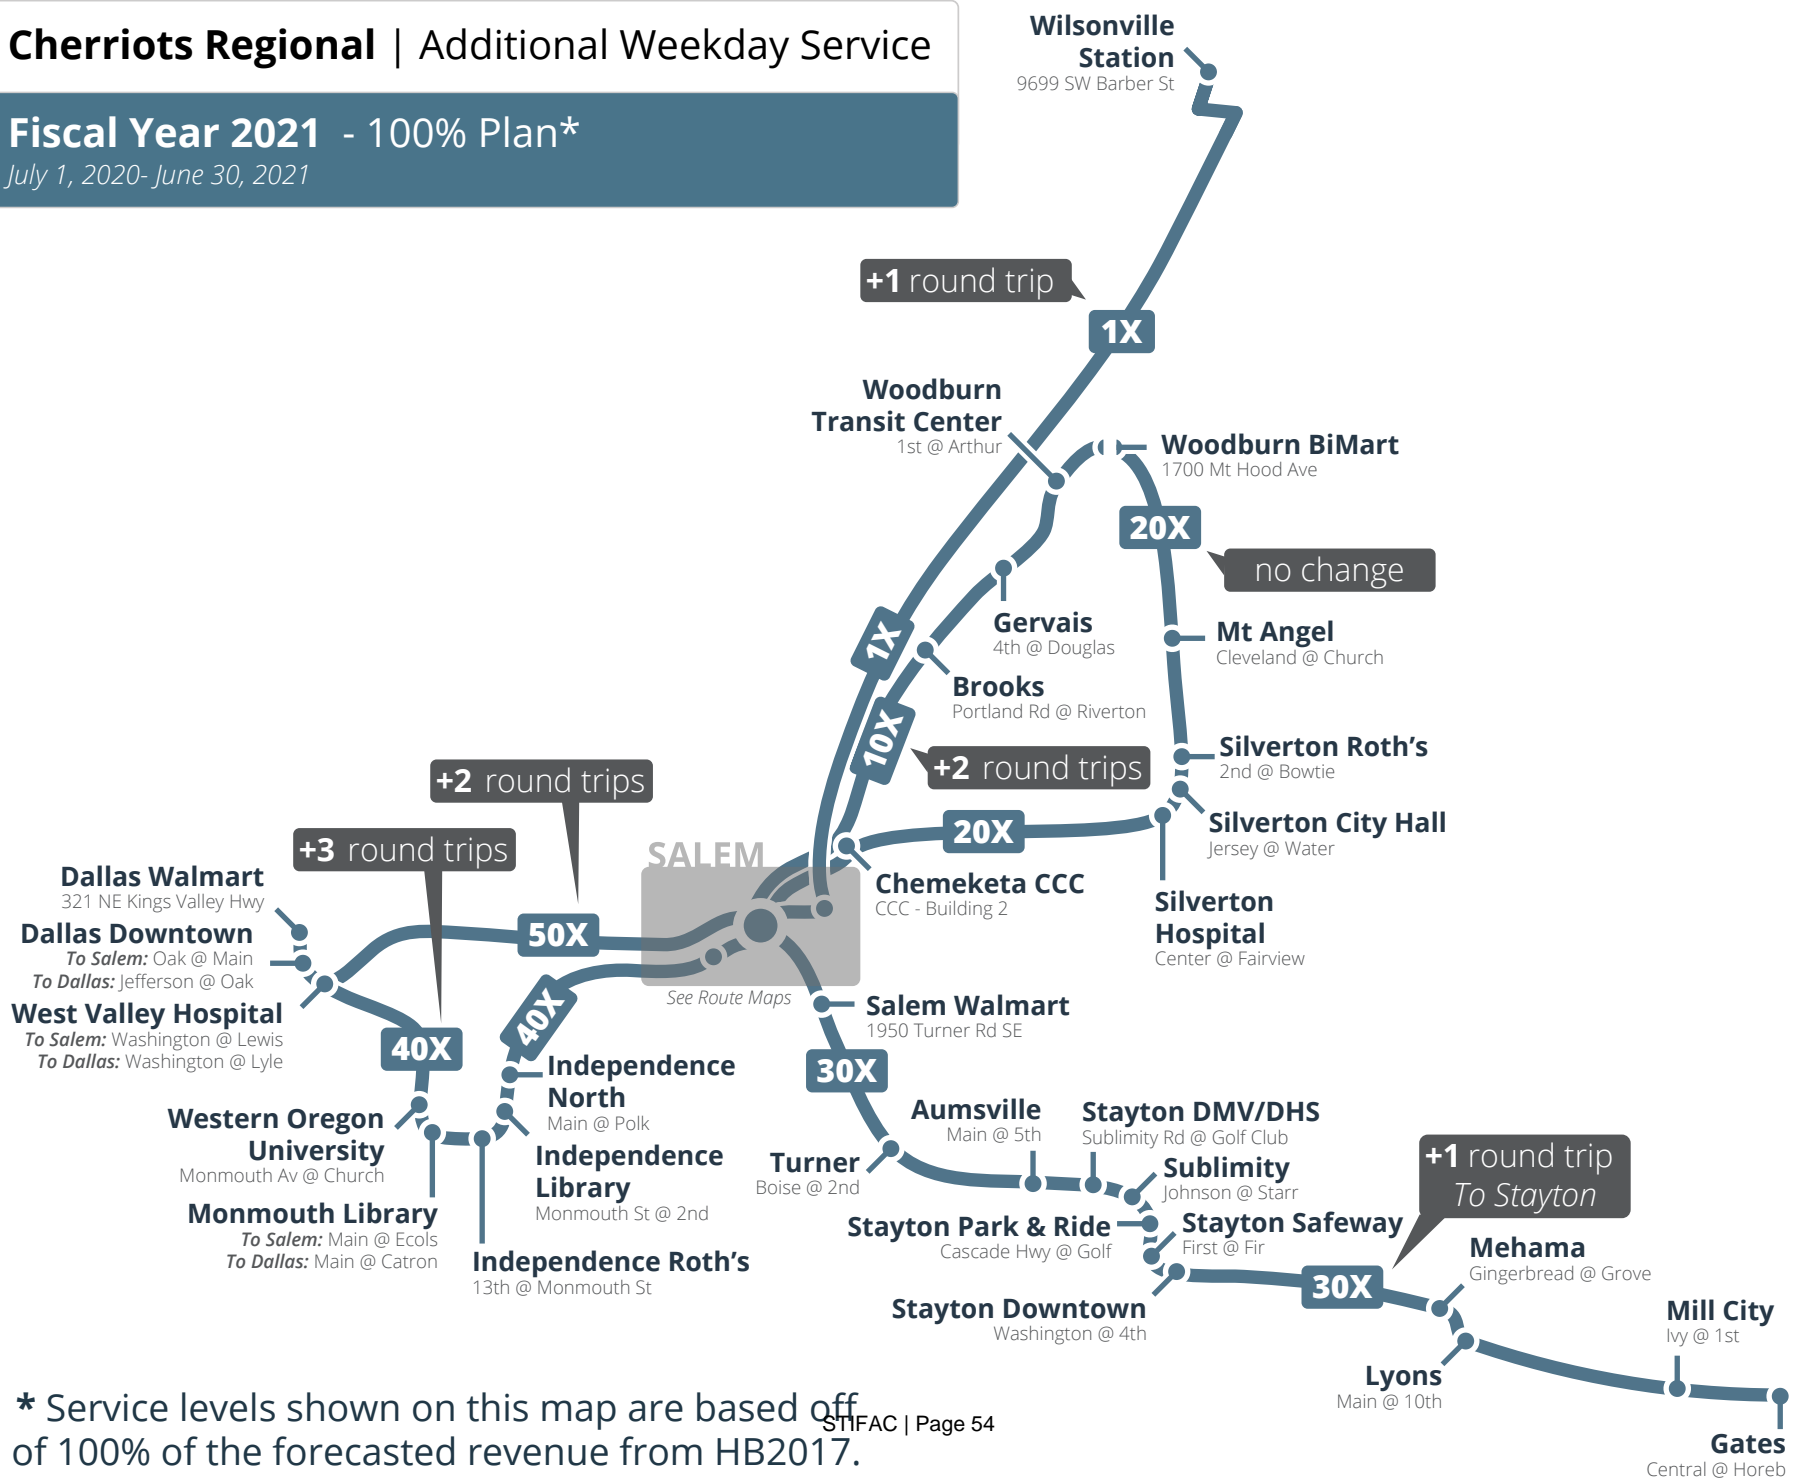 Cherriots Regional | Additional Weekday Service
Fiscal Year 2021 - 100% Plan*
July 1, 2020- June 30, 2021
Wilsonville
Station
9699 SW Barber St
+1 round trip
1X
Woodburn
Transit Center
1st @ Arthur
Woodburn BiMart
1700 Mt Hood Ave
20X
no change
Gervais
4th @ Douglas
Mt Angel
Cleveland @ Church
1X
Brooks
Portland Rd @ Riverton
10X
+2 round trips
Silverton Roth's
2nd @ Bowtie
Silverton City Hall
Jersey @ Water
20X
Silverton
Hospital
Center @ Fairview
Chemeketa CCC
CCC - Building 2
+2 round trips
+3 round trips
SALEM
See Route Maps
Dallas Walmart
321 NE Kings Valley Hwy
Dallas Downtown
To Salem: Oak @ Main
To Dallas: Jefferson @ Oak
West Valley Hospital
To Salem: Washington @ Lewis
To Dallas: Washington @ Lyle
50X
40X
40X
Independence
North
Main @ Polk
Western Oregon
University
Monmouth Av @ Church
Independence
Library
Monmouth St @ 2nd
Monmouth Library
To Salem: Main @ Ecols
To Dallas: Main @ Catron
Independence Roth's
13th @ Monmouth St
Salem Walmart
1950 Turner Rd SE
30X
Turner
Boise @ 2nd
Aumsville
Main @ 5th
Stayton DMV/DHS
Sublimity Rd @ Golf Club
Sublimity
Johnson @ Starr
Stayton Park & Ride
Cascade Hwy @ Golf
Stayton Safeway
First @ Fir
Stayton Downtown
Washington @ 4th
+1 round trip
To Stayton
30X
Mehama
Gingerbread @ Grove
Lyons
Main @ 10th
Mill City
Ivy @ 1st
Gates
Central @ Horeb
* Service levels shown on this map are based off
of 100% of the forecasted revenue from HB2017.
STIFAC | Page 54